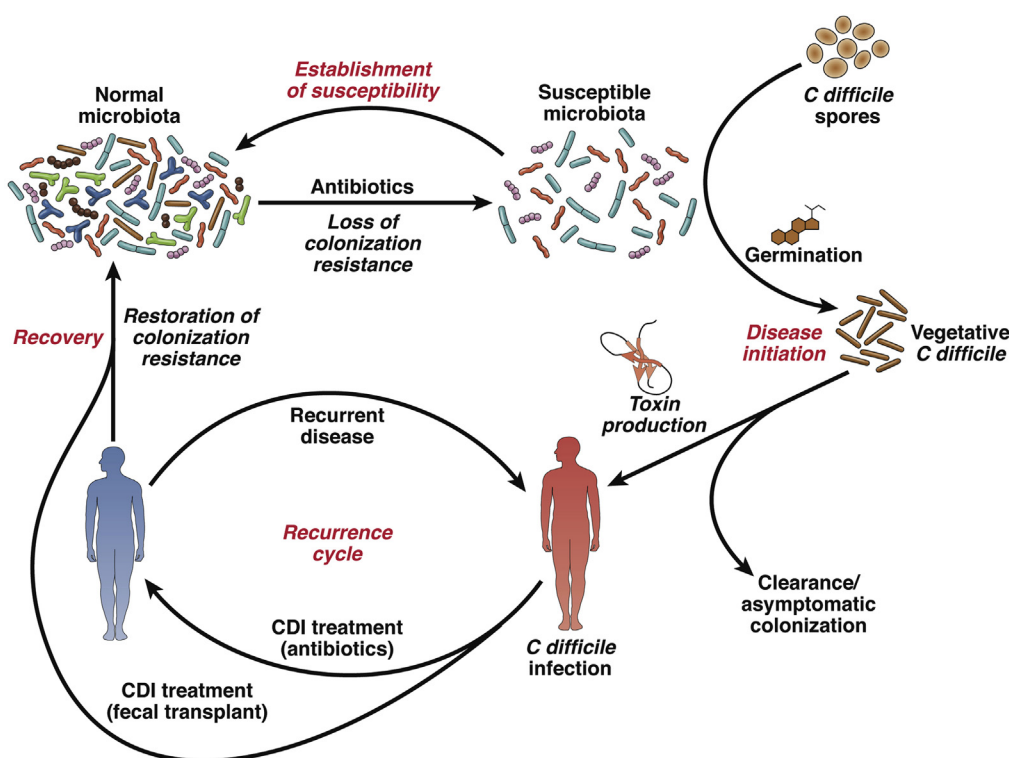 Establishment
of susceptibility
Normal
microbiota
Susceptible
microbiota
C difficile
spores
Antibiotics
Loss of
colonization
resistance
Germination
Recovery
Restoration of
colonization
resistance
Disease
initiation
Vegetative
C difficile
Toxin
production
Recurrent
disease
Recurrence
cycle
CDI treatment
(antibiotics)
C difficile
infection
Clearance/
asymptomatic
colonization
CDI treatment
(fecal transplant)